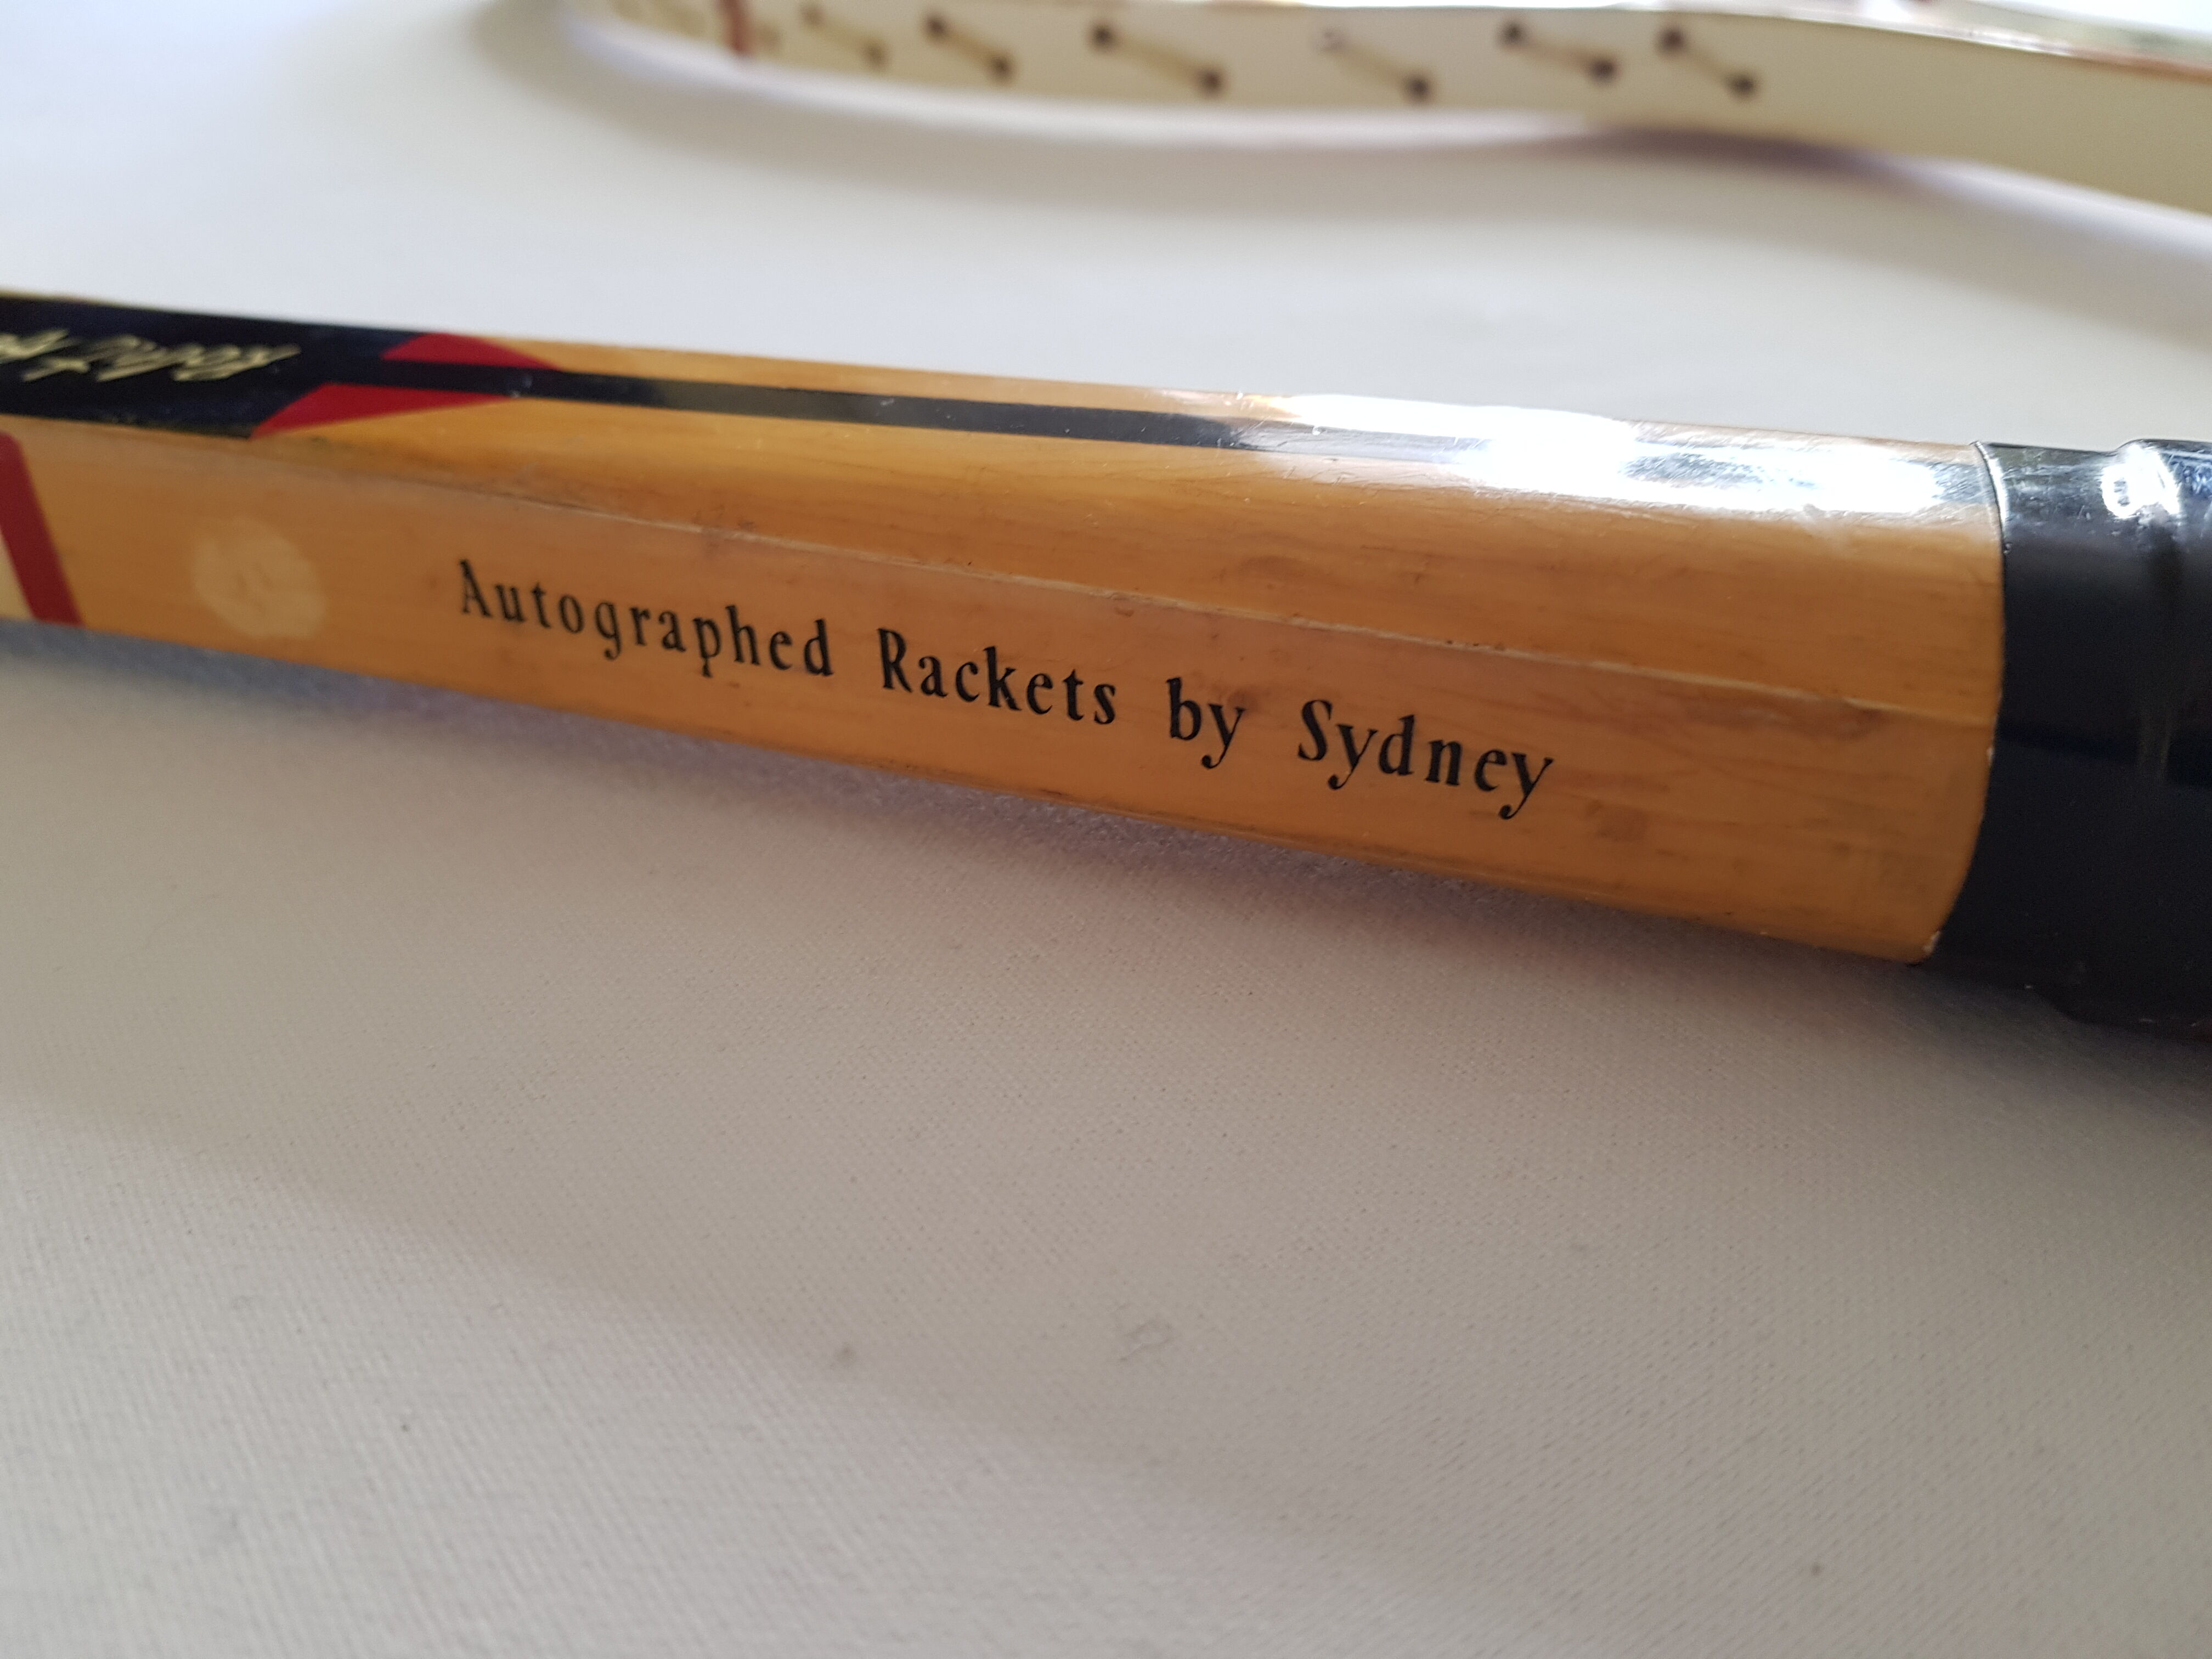 Autographed Rackets by Sydney